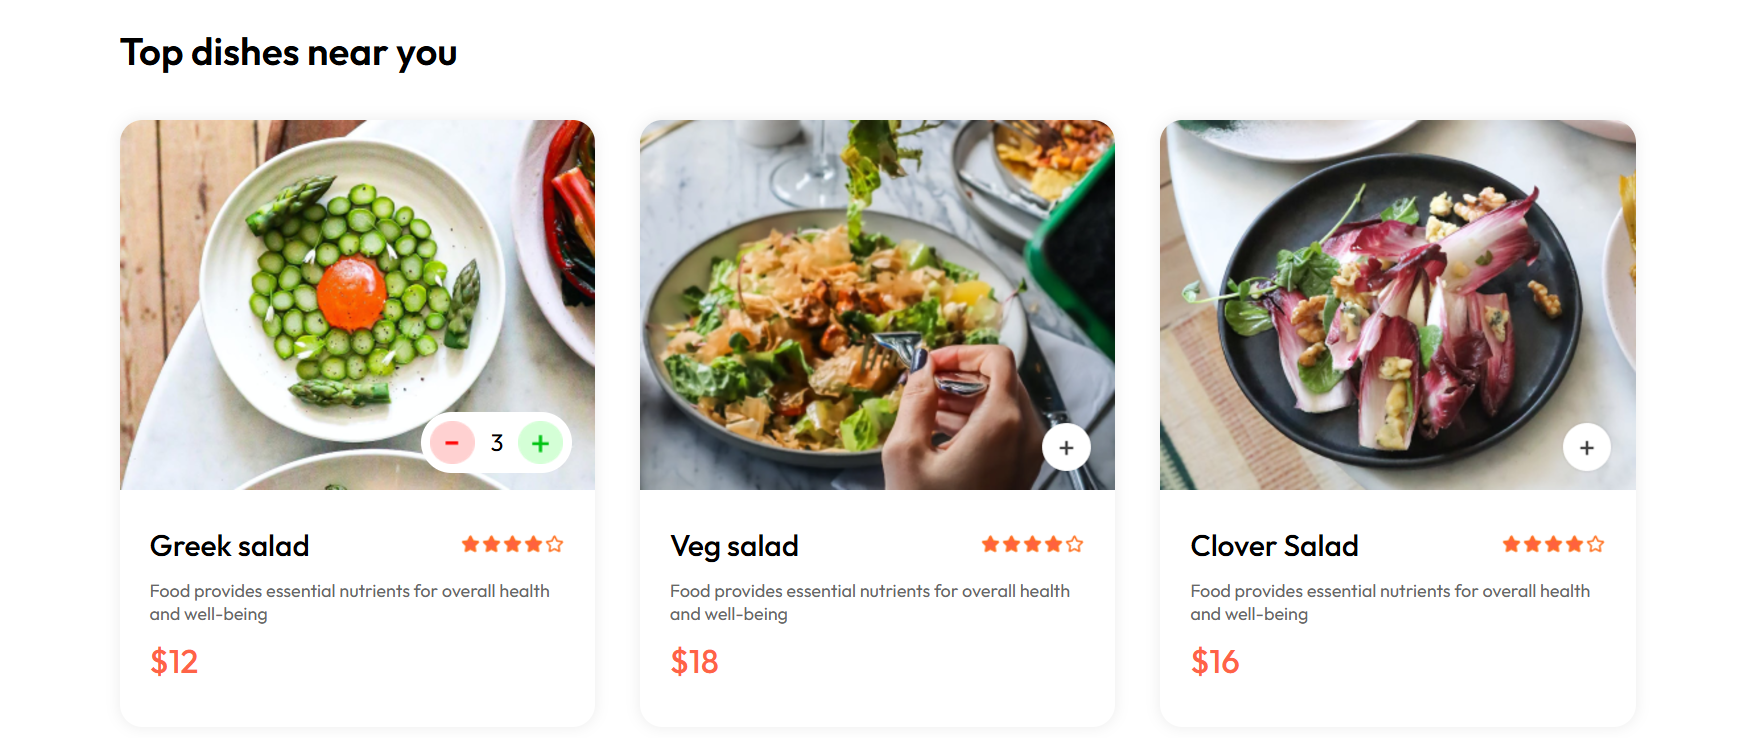 Top dishes near you
- 3 +
+
+
Greek salad
Food provides essential nutrients for overall health
and well-being
$12
Veg salad
Food provides essential nutrients for overall health
and well-being
$18
Clover Salad
Food provides essential nutrients for overall health
and well-being
$16